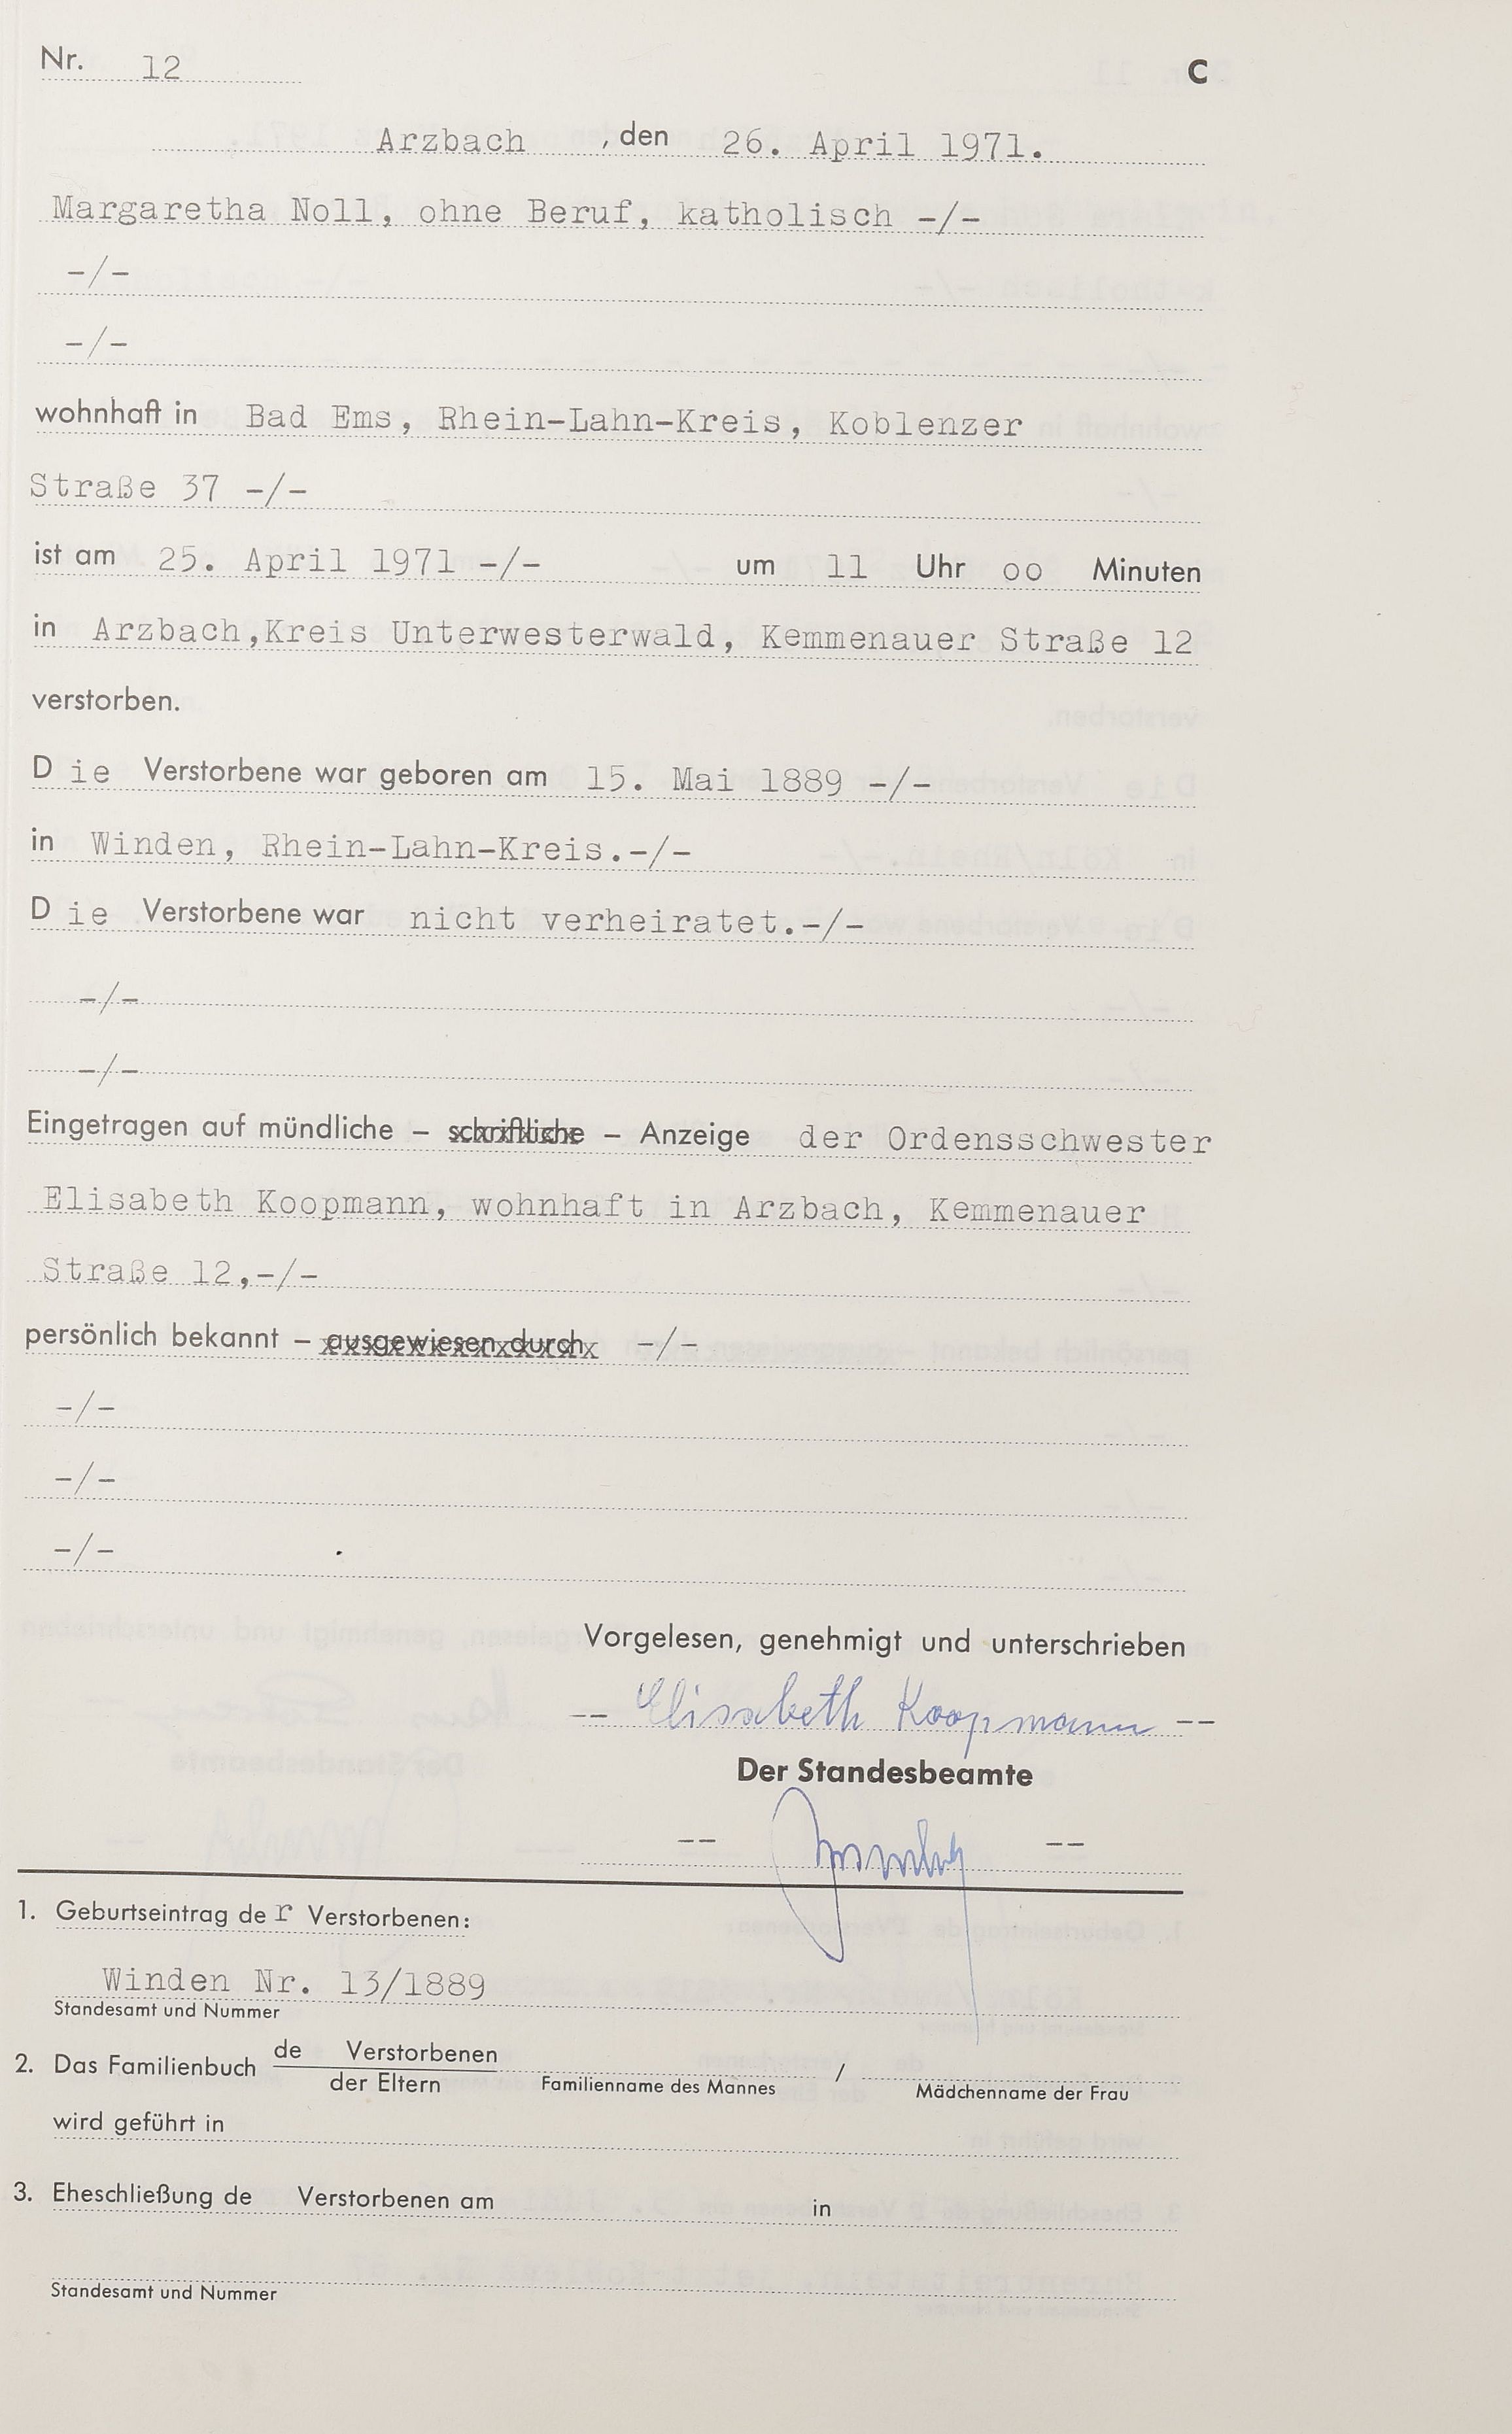 Nr. 12 C
Arzbach , den 26. April 1971.
Margaretha Noll, ohne Beruf, katholisch -/-
-/-
-/-
wohnhaft in Bad Ems, Rhein-Lahn-Kreis, Koblenzer
Straße 37 -/-
ist am 25. April 1971 -/- um 11 Uhr oo Minuten
in Arzbach,Kreis Unterwesterwald, Kemmenauer Straße 12
verstorben.
Die Verstorbene war geboren am 15. Mai 1889 -/-
in Winden, Rhein-Lahn-Kreis.-/-
Die Verstorbene war nicht verheiratet.-/-
-/-
-/-
Eingetragen auf mündliche – schriftliche – Anzeige der Ordensschwester
Elisabeth Koopmann, wohnhaft in Arzbach, Kemmenauer
Straße 12,-/-
persönlich bekannt – ausgewiesen durch -/-
-/-
-/-
-/-
Vorgelesen, genehmigt und unterschrieben
-- Elisabeth Koopmann --
Der Standesbeamte
-- --
1. Geburtseintrag der Verstorbenen:
Winden Nr. 13/1889
Standesamt und Nummer
2. Das Familienbuch de Verstorbenen /
der Eltern Familienname des Mannes Mädchenname der Frau
wird geführt in
3. Eheschließung de Verstorbenen am in
Standesamt und Nummer